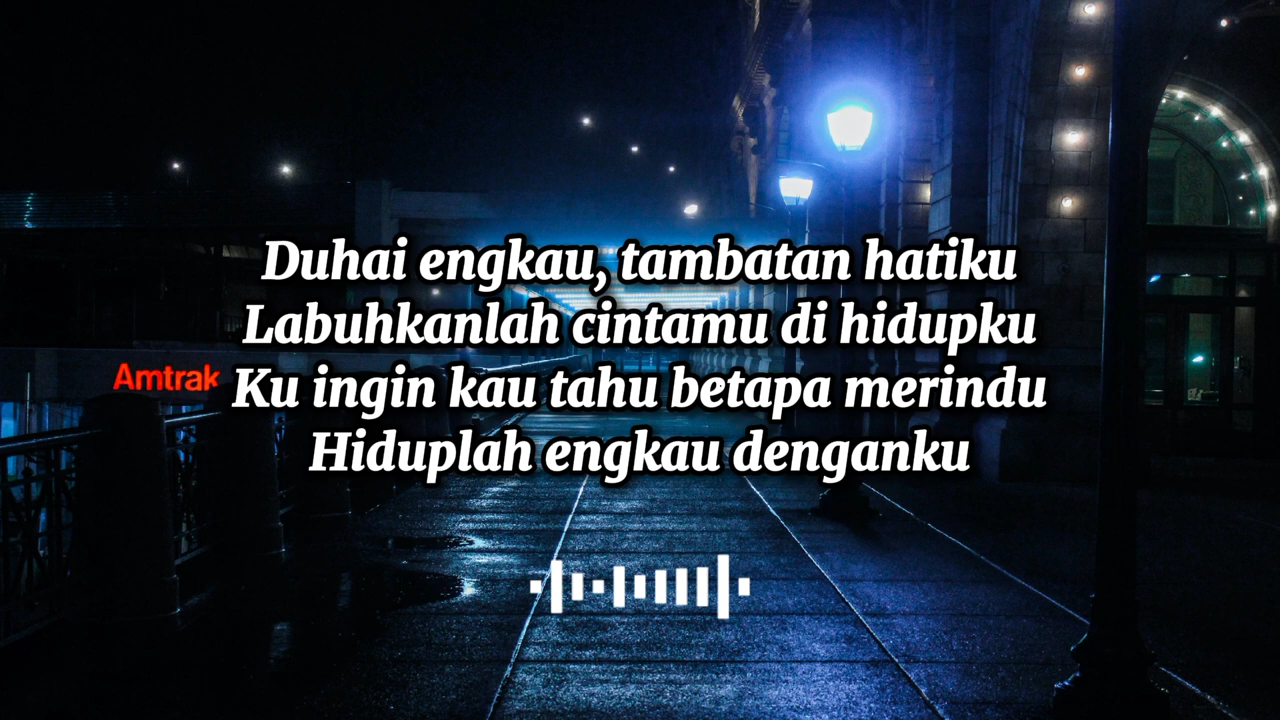 Duhai engkau, tambatan hatiku
Labuhkanlah cintamu di hidupku
Amtrak
Ku ingin kau tahu betapa merindu
Hiduplah engkau denganku